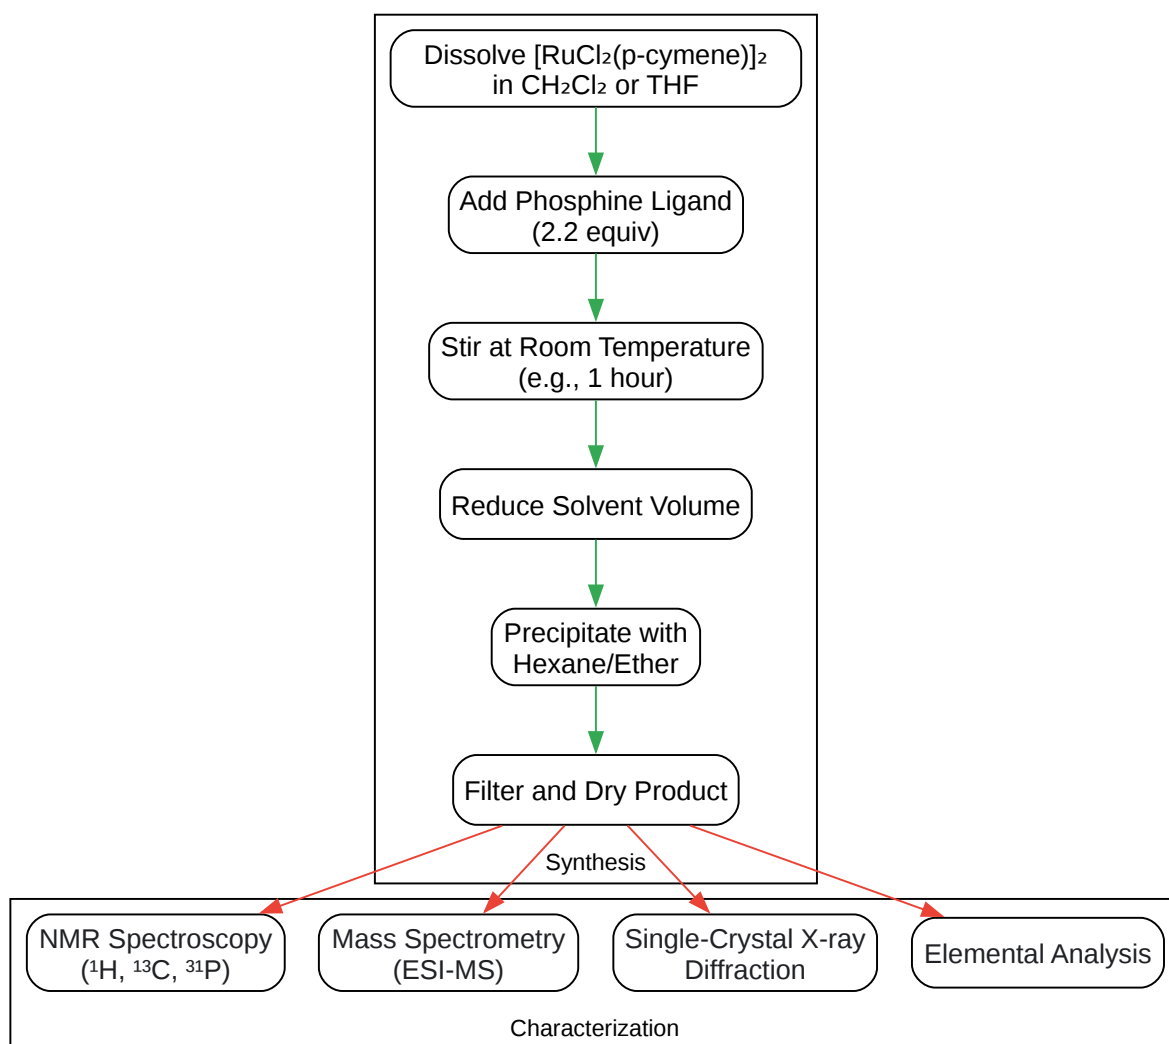 Dissolve [RuCl₂(p-cymene)]₂
in CH₂Cl₂ or THF
Add Phosphine Ligand
(2.2 equiv)
Stir at Room Temperature
(e.g., 1 hour)
Reduce Solvent Volume
Precipitate with
Hexane/Ether
Filter and Dry Product
Synthesis
NMR Spectroscopy
(¹H, ¹³C, ³¹P)
Mass Spectrometry
(ESI-MS)
Single-Crystal X-ray
Diffraction
Elemental Analysis
Characterization